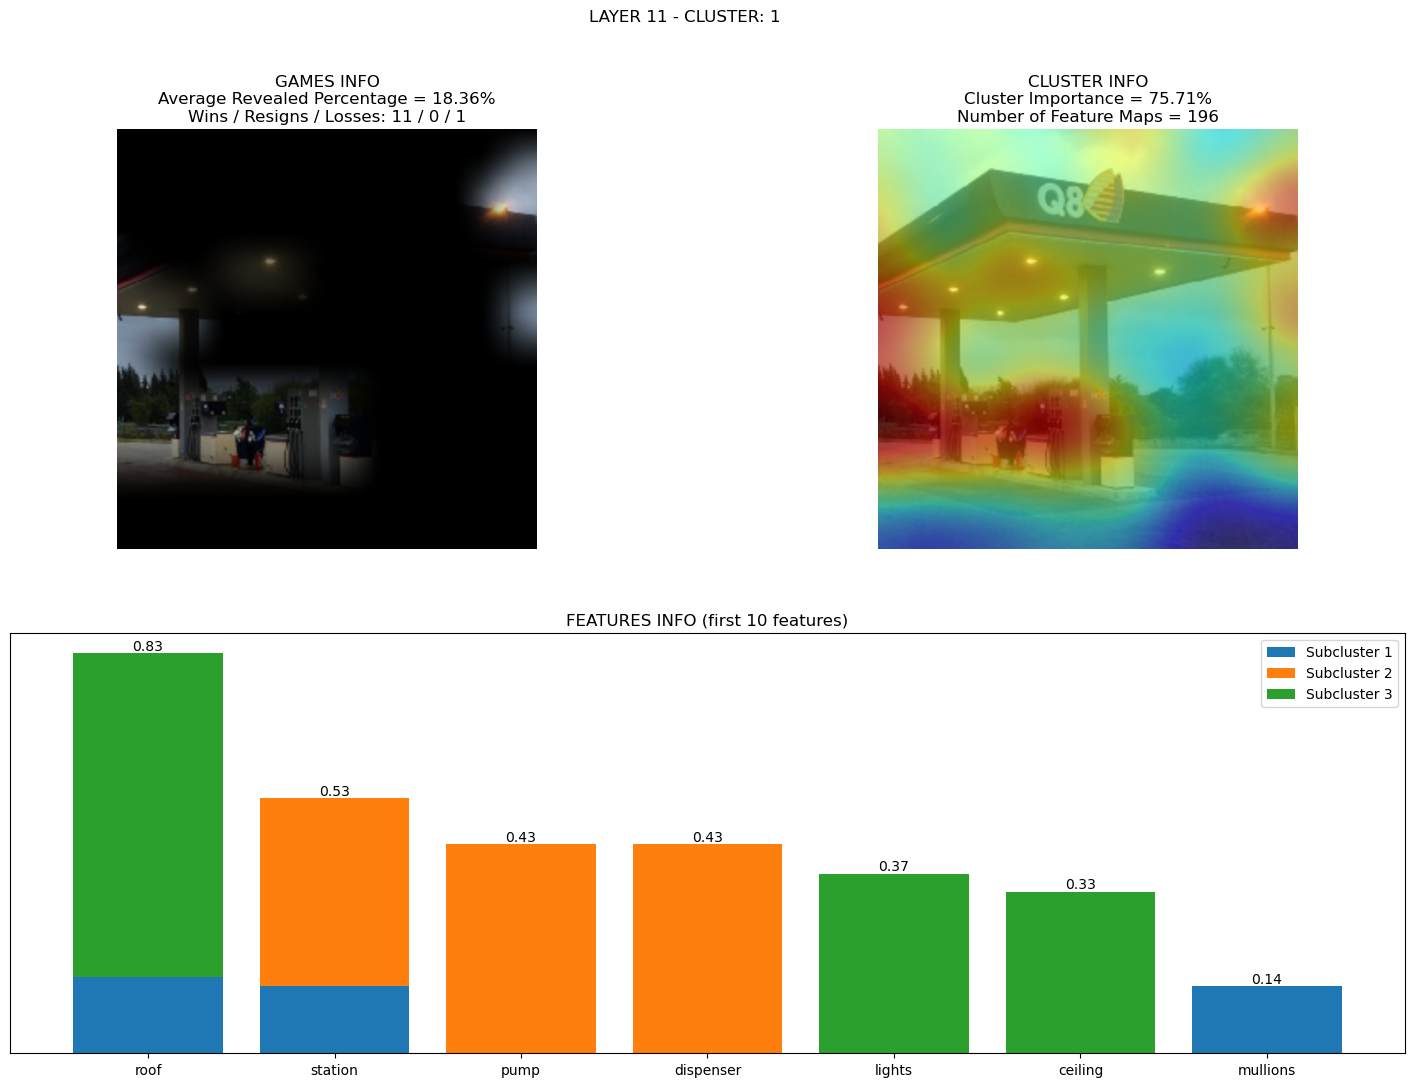 LAYER 11 - CLUSTER: 1
GAMES INFO
Average Revealed Percentage = 18.36%
Wins / Resigns / Losses: 11 / 0 / 1
CLUSTER INFO
Cluster Importance = 75.71%
Number of Feature Maps = 196
Q8
FEATURES INFO (first 10 features)
Subcluster 1
Subcluster 2
Subcluster 3
0.83
0.53
0.43
0.43
0.37
0.33
0.14
roof
station
pump
dispenser
lights
ceiling
mullions